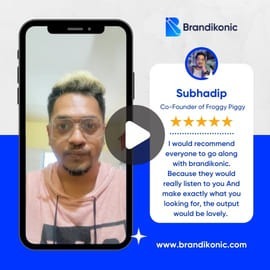 Brandikonic
Subhadip
Co-Founder of Froggy Piggy
I would recommend
everyone to go along
with brandikonic.
Because they would
really listen to you And
make exactly what you
looking for, the output
would be lovely.
www.brandikonic.com